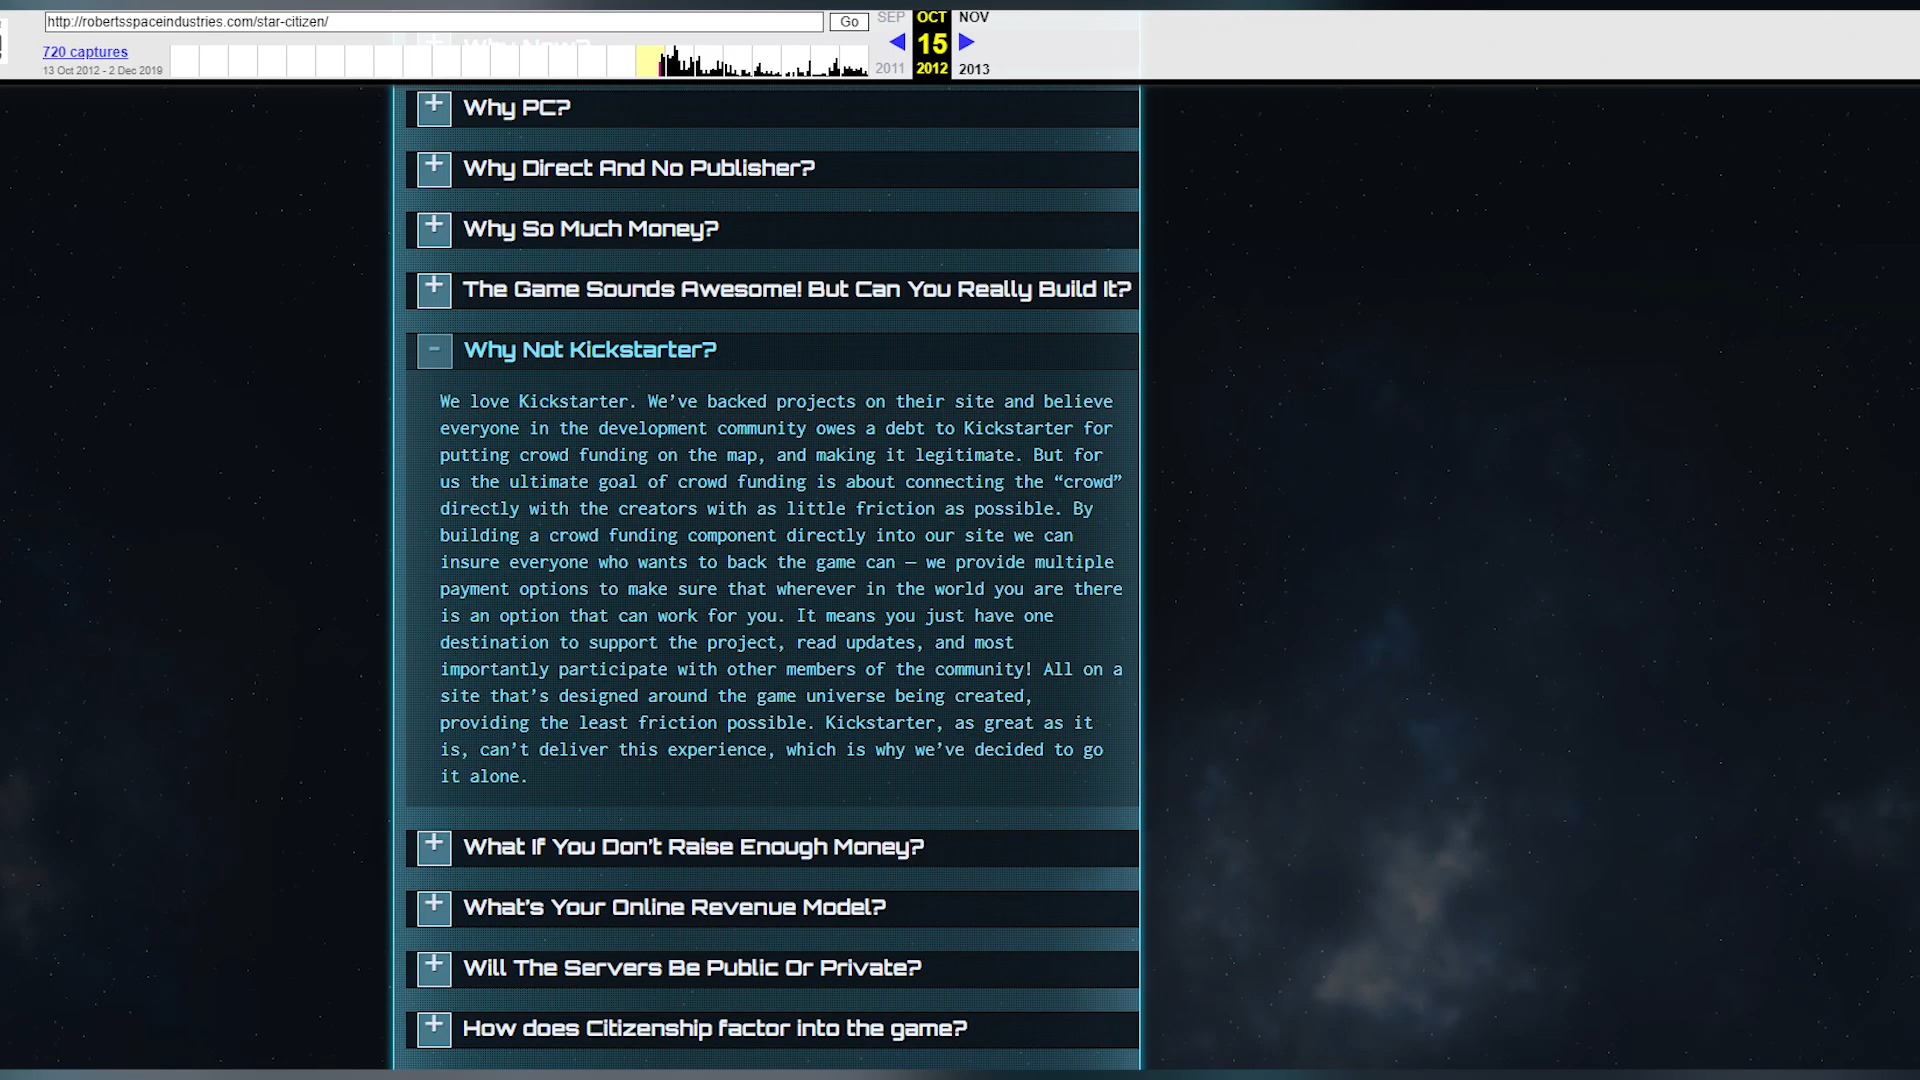 http://robertsspaceindustries.com/star-citizen/
Go
SEP OCT NOV
720 captures
15
13 Oct 2012 - 2 Dec 2019
2011 2012 2013
Why Now?
+ Why PC?
+ Why Direct And No Publisher?
+ Why So Much Money?
+ The Game Sounds Awesome! But Can You Really Build It?
- Why Not Kickstarter?
We love Kickstarter. We’ve backed projects on their site and believe
everyone in the development community owes a debt to Kickstarter for
putting crowd funding on the map, and making it legitimate. But for
us the ultimate goal of crowd funding is about connecting the “crowd”
directly with the creators with as little friction as possible. By
building a crowd funding component directly into our site we can
insure everyone who wants to back the game can – we provide multiple
payment options to make sure that wherever in the world you are there
is an option that can work for you. It means you just have one
destination to support the project, read updates, and most
importantly participate with other members of the community! All on a
site that’s designed around the game universe being created,
providing the least friction possible. Kickstarter, as great as it
is, can’t deliver this experience, which is why we’ve decided to go
it alone.
+ What If You Don’t Raise Enough Money?
+ What’s Your Online Revenue Model?
+ Will The Servers Be Public Or Private?
+ How does Citizenship factor into the game?